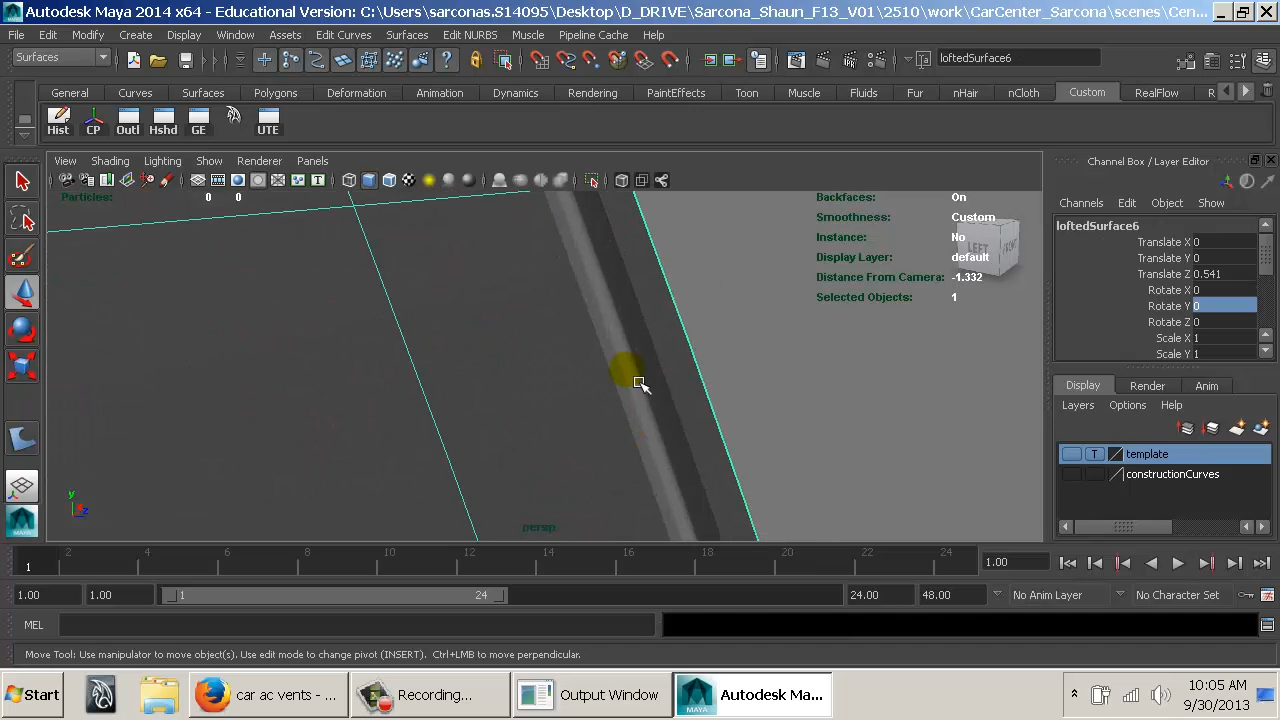 Autodesk Maya 2014 x64 - Educational Version: C:\Users\saconas.S14095\Desktop\D_DRIVE\Sarcona_Shaun_F13_V01\2510\work\CarCenter_Sarcona\scenes\Cen...
File Edit Modify Create Display Window Assets Edit Curves Surfaces Edit NURBS Muscle Pipeline Cache Help
Surfaces loftedSurface6
General Curves Surfaces Polygons Deformation Animation Dynamics Rendering PaintEffects Toon Muscle Fluids Fur nHair nCloth Custom RealFlow R
Hist CP Outl Hshd GE UTE
View Shading Lighting Show Renderer Panels
Channel Box / Layer Editor
Particles: 0 0
Backfaces: On
Smoothness: Custom
Instance: No
Display Layer: default
Distance From Camera: -1.332
Selected Objects: 1
LEFT FRONT
Channels Edit Object Show
loftedSurface6
Translate X 0
Translate Y 0
Translate Z 0.541
Rotate X 0
Rotate Y 0
Rotate Z 0
Scale X 1
Scale Y 1
Display Render Anim
Layers Options Help
T template
constructionCurves
y
z
persp
2 4 6 8 10 12 14 16 18 20 22 24
1
1.00
1.00 1.00 1 24 24.00 48.00 No Anim Layer No Character Set
MEL
Move Tool: Use manipulator to move object(s). Use edit mode to change pivot (INSERT). Ctrl+LMB to move perpendicular.
Start car ac vents - ... Recording... Output Window Autodesk Ma...
10:05 AM
9/30/2013